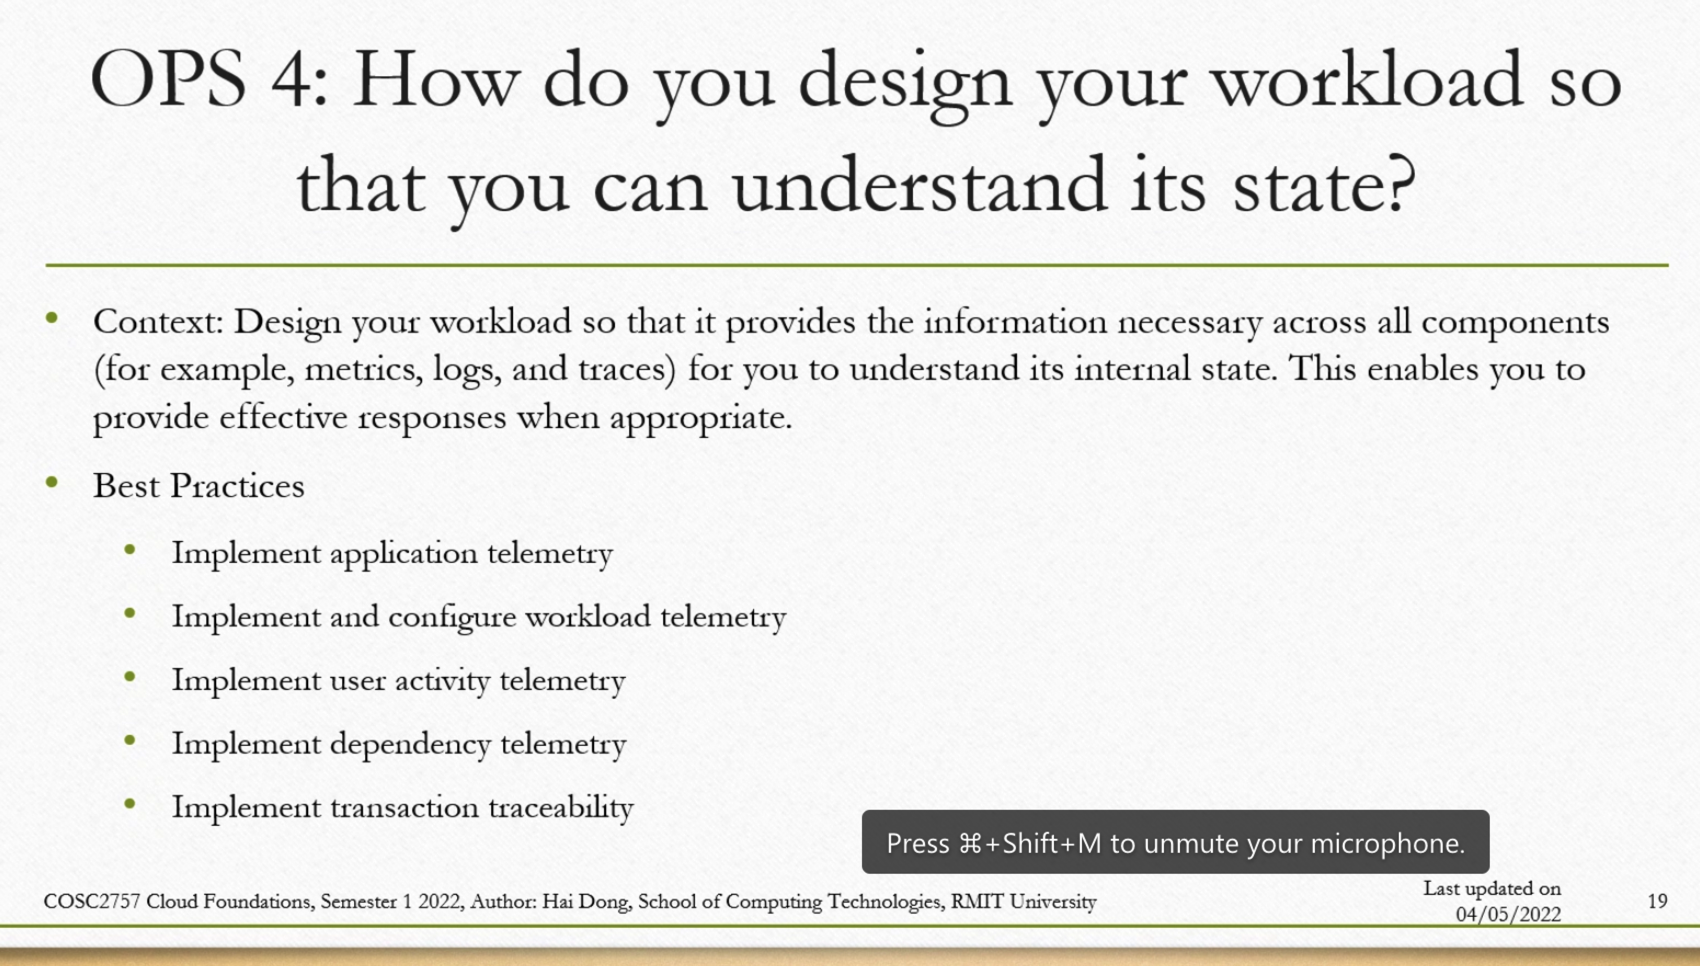 OPS 4: How do you design your workload so
that you can understand its state?
• Context: Design your workload so that it provides the information necessary across all components
(for example, metrics, logs, and traces) for you to understand its internal state. This enables you to
provide effective responses when appropriate.
• Best Practices
• Implement application telemetry
• Implement and configure workload telemetry
• Implement user activity telemetry
• Implement dependency telemetry
• Implement transaction traceability
Press ⌘+Shift+M to unmute your microphone.
COSC2757 Cloud Foundations, Semester 1 2022, Author: Hai Dong, School of Computing Technologies, RMIT University
Last updated on
04/05/2022
19